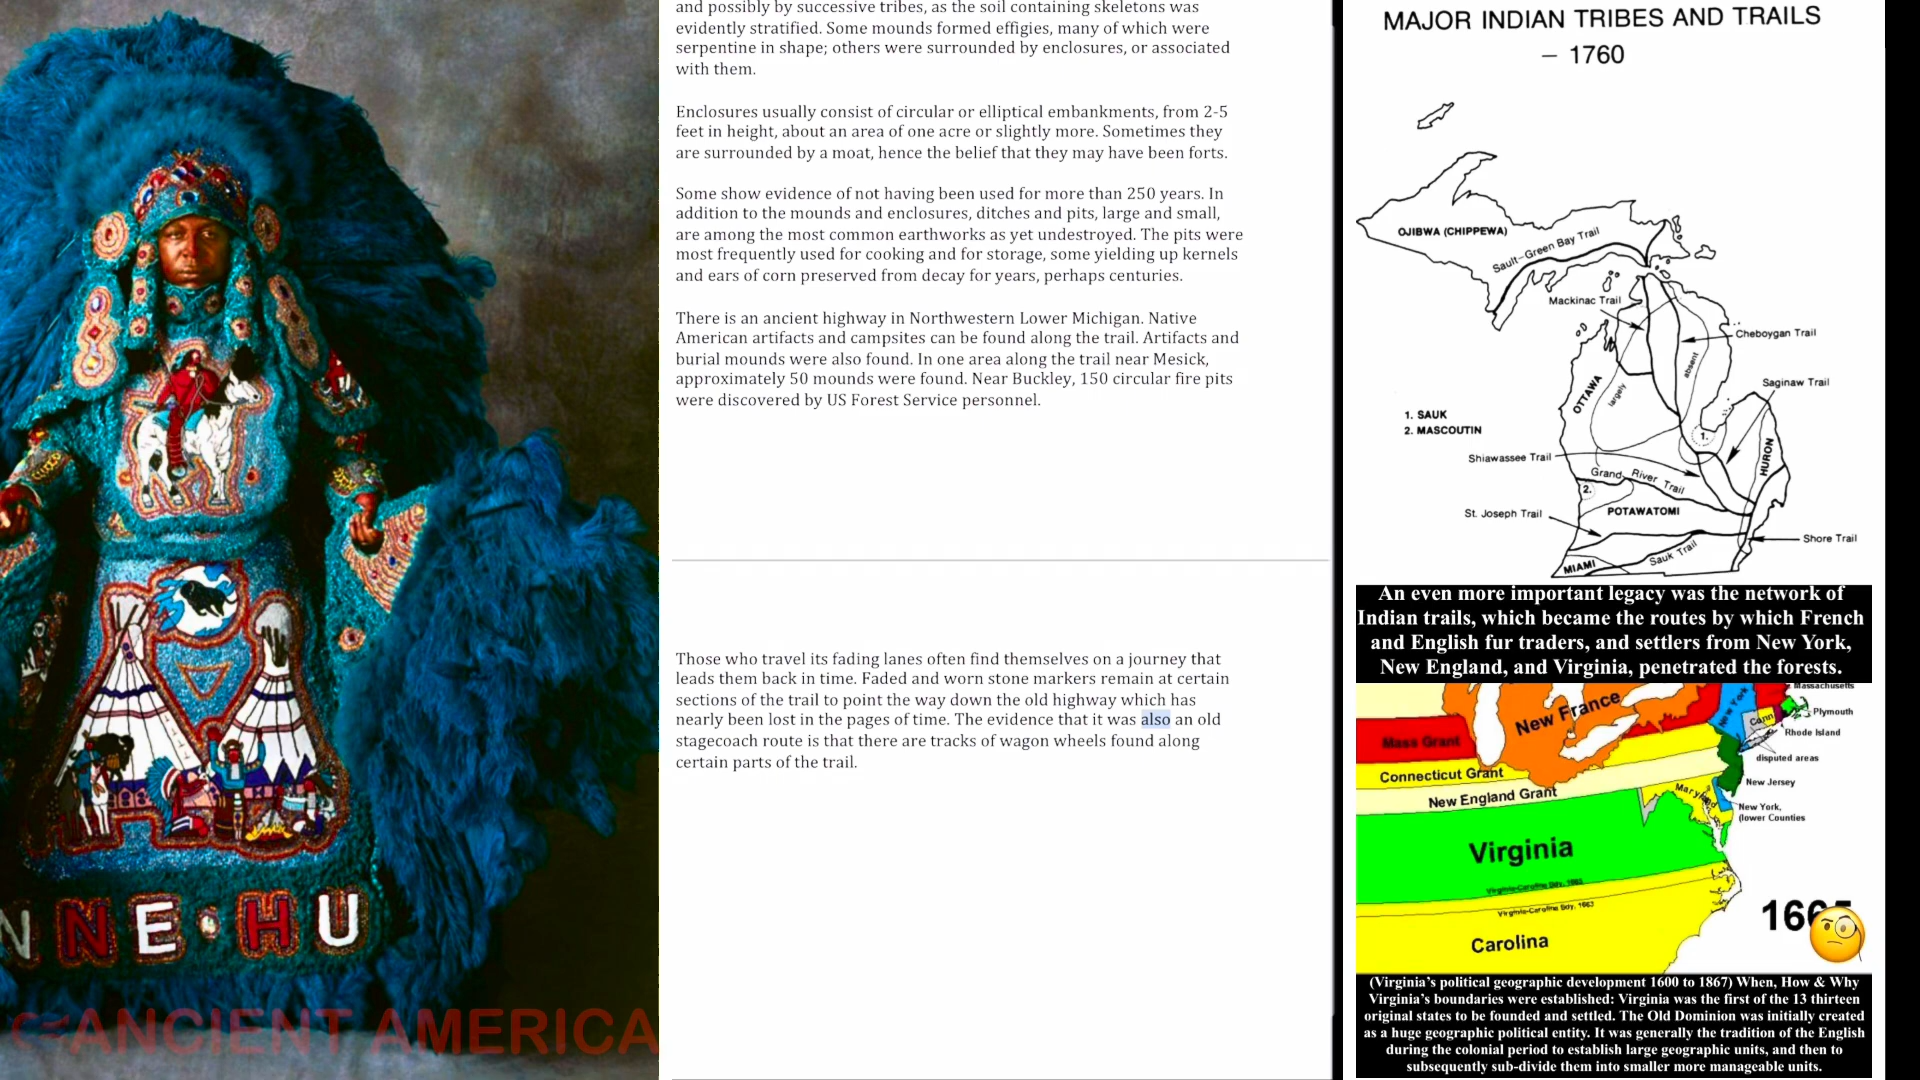 NNE•HU
ANCIENT AMERICA
and possibly by successive tribes, as the soil containing skeletons was
evidently stratified. Some mounds formed effigies, many of which were
serpentine in shape; others were surrounded by enclosures, or associated
with them.
Enclosures usually consist of circular or elliptical embankments, from 2-5
feet in height, about an area of one acre or slightly more. Sometimes they
are surrounded by a moat, hence the belief that they may have been forts.
Some show evidence of not having been used for more than 250 years. In
addition to the mounds and enclosures, ditches and pits, large and small,
are among the most common earthworks as yet undestroyed. The pits were
most frequently used for cooking and for storage, some yielding up kernels
and ears of corn preserved from decay for years, perhaps centuries.
There is an ancient highway in Northwestern Lower Michigan. Native
American artifacts and campsites can be found along the trail. Artifacts and
burial mounds were also found. In one area along the trail near Mesick,
approximately 50 mounds were found. Near Buckley, 150 circular fire pits
were discovered by US Forest Service personnel.
Those who travel its fading lanes often find themselves on a journey that
leads them back in time. Faded and worn stone markers remain at certain
sections of the trail to point the way down the old highway which has
nearly been lost in the pages of time. The evidence that it was also an old
stagecoach route is that there are tracks of wagon wheels found along
certain parts of the trail.
MAJOR INDIAN TRIBES AND TRAILS
– 1760
OJIBWA (CHIPPEWA)
Sault-Green Bay Trail
Mackinac Trail
Cheboygan Trail
absent
Saginaw Trail
OTTAWA
largely
1. SAUK
2. MASCOUTIN
1.
HURON
Shiawassee Trail
Grand River Trail
2.
St. Joseph Trail
POTAWATOMI
Shore Trail
Sauk Trail
MIAMI
An even more important legacy was the network of
Indian trails, which became the routes by which French
and English fur traders, and settlers from New York,
New England, and Virginia, penetrated the forests.
Massachusetts
New France
New York
Conn
Plymouth
Rhode Island
Mass Grant
disputed areas
Connecticut Grant
New Jersey
New England Grant
Maryland
New York,
(lower Counties
Virginia
Virginia-Carolina Bdy. 1665
Virginia-Carolina Bdy. 1663
Carolina
(Virginia's political geographic development 1600 to 1867) When, How & Why
Virginia's boundaries were established: Virginia was the first of the 13 thirteen
original states to be founded and settled. The Old Dominion was initially created
as a huge geographic political entity. It was generally the tradition of the English
during the colonial period to establish large geographic units, and then to
subsequently sub-divide them into smaller more manageable units.